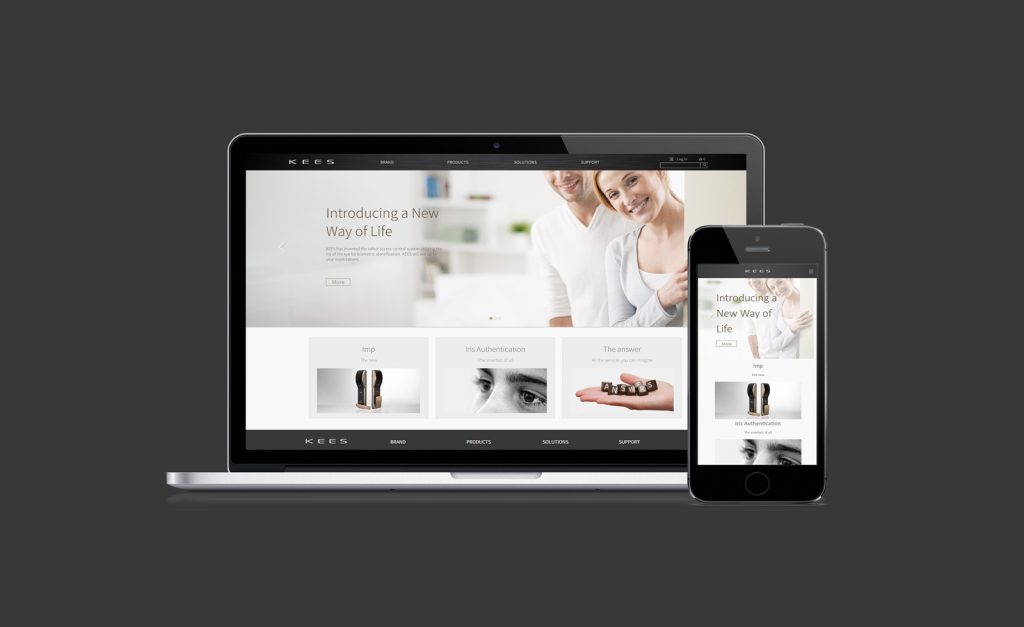 KEES BRAND PRODUCTS SOLUTIONS SUPPORT Log in 0
Introducing a New
Way of Life
KEES has invented the safest access control system utilizing the
iris of the eye for biometric identification. KEES will
your expectations.
More
Imp
The new
Iris Authentication
The smartest of all
The answer
All the services you can imagine
ANSWERS
KEES BRAND PRODUCTS SOLUTIONS SUPPORT
KEES
Introducing a
New Way of
Life
More
Imp
The new
Iris Authentication
The smartest of all